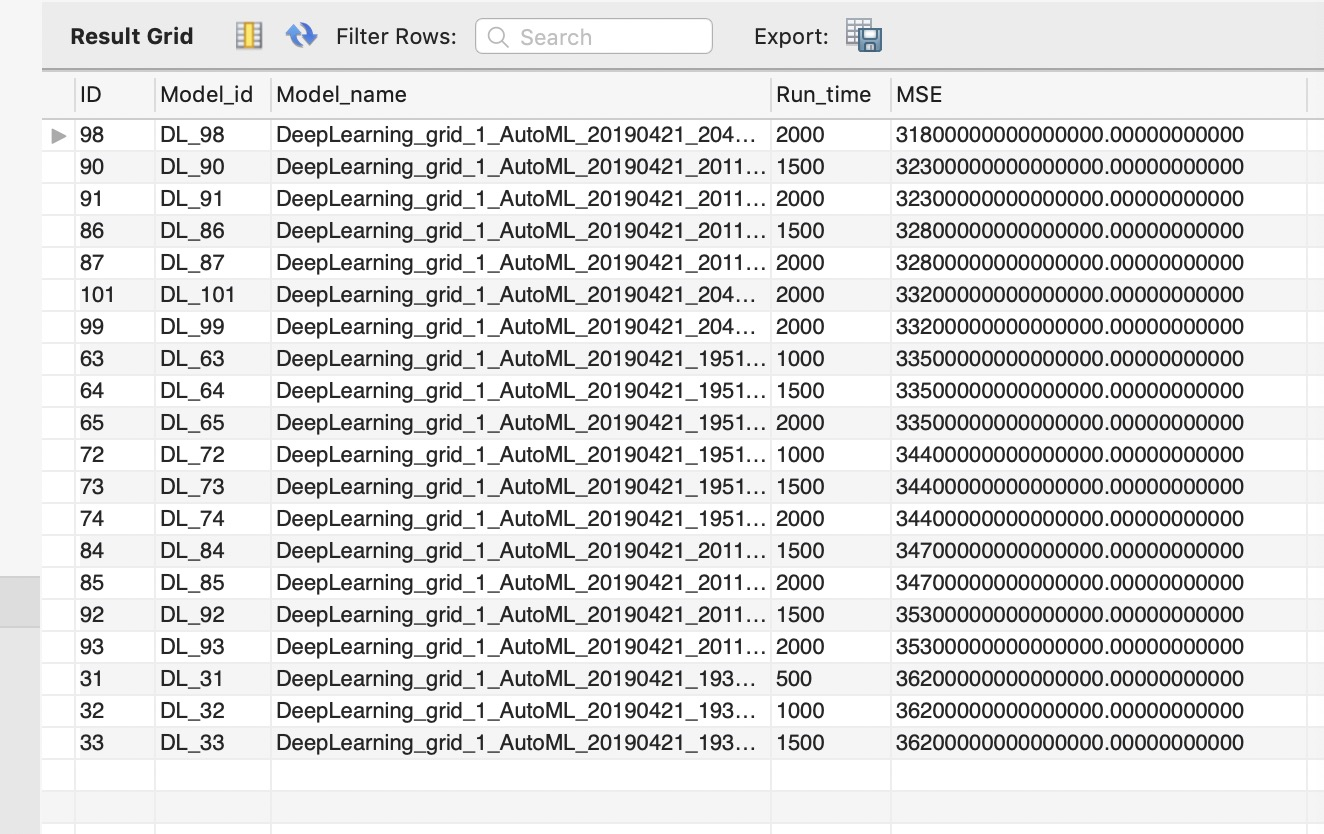 Result Grid Filter Rows: Search Export:
ID Model_id Model_name Run_time MSE
98 DL_98 DeepLearning_grid_1_AutoML_20190421_204... 2000 31800000000000000.00000000000
90 DL_90 DeepLearning_grid_1_AutoML_20190421_2011... 1500 32300000000000000.00000000000
91 DL_91 DeepLearning_grid_1_AutoML_20190421_2011... 2000 32300000000000000.00000000000
86 DL_86 DeepLearning_grid_1_AutoML_20190421_2011... 1500 32800000000000000.00000000000
87 DL_87 DeepLearning_grid_1_AutoML_20190421_2011... 2000 32800000000000000.00000000000
101 DL_101 DeepLearning_grid_1_AutoML_20190421_204... 2000 33200000000000000.00000000000
99 DL_99 DeepLearning_grid_1_AutoML_20190421_204... 2000 33200000000000000.00000000000
63 DL_63 DeepLearning_grid_1_AutoML_20190421_1951... 1000 33500000000000000.00000000000
64 DL_64 DeepLearning_grid_1_AutoML_20190421_1951... 1500 33500000000000000.00000000000
65 DL_65 DeepLearning_grid_1_AutoML_20190421_1951... 2000 33500000000000000.00000000000
72 DL_72 DeepLearning_grid_1_AutoML_20190421_1951... 1000 34400000000000000.00000000000
73 DL_73 DeepLearning_grid_1_AutoML_20190421_1951... 1500 34400000000000000.00000000000
74 DL_74 DeepLearning_grid_1_AutoML_20190421_1951... 2000 34400000000000000.00000000000
84 DL_84 DeepLearning_grid_1_AutoML_20190421_2011... 1500 34700000000000000.00000000000
85 DL_85 DeepLearning_grid_1_AutoML_20190421_2011... 2000 34700000000000000.00000000000
92 DL_92 DeepLearning_grid_1_AutoML_20190421_2011... 1500 35300000000000000.00000000000
93 DL_93 DeepLearning_grid_1_AutoML_20190421_2011... 2000 35300000000000000.00000000000
31 DL_31 DeepLearning_grid_1_AutoML_20190421_193... 500 36200000000000000.00000000000
32 DL_32 DeepLearning_grid_1_AutoML_20190421_193... 1000 36200000000000000.00000000000
33 DL_33 DeepLearning_grid_1_AutoML_20190421_193... 1500 36200000000000000.00000000000